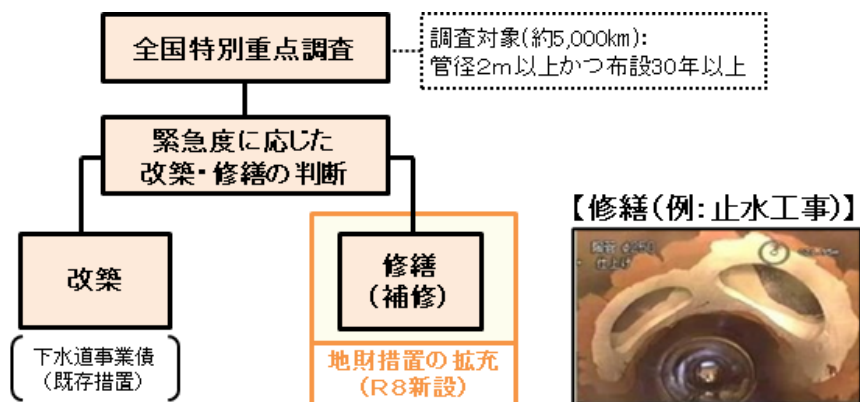 全国特別重点調査
調査対象(約5,000km):
管径2m以上かつ布設30年以上
緊急度に応じた
改築・修繕の判断
【修繕(例:止水工事)】
改築
修繕
(補修)
下水道事業債
(既存措置)
地財措置の拡充
(R8新設)
仕上げ